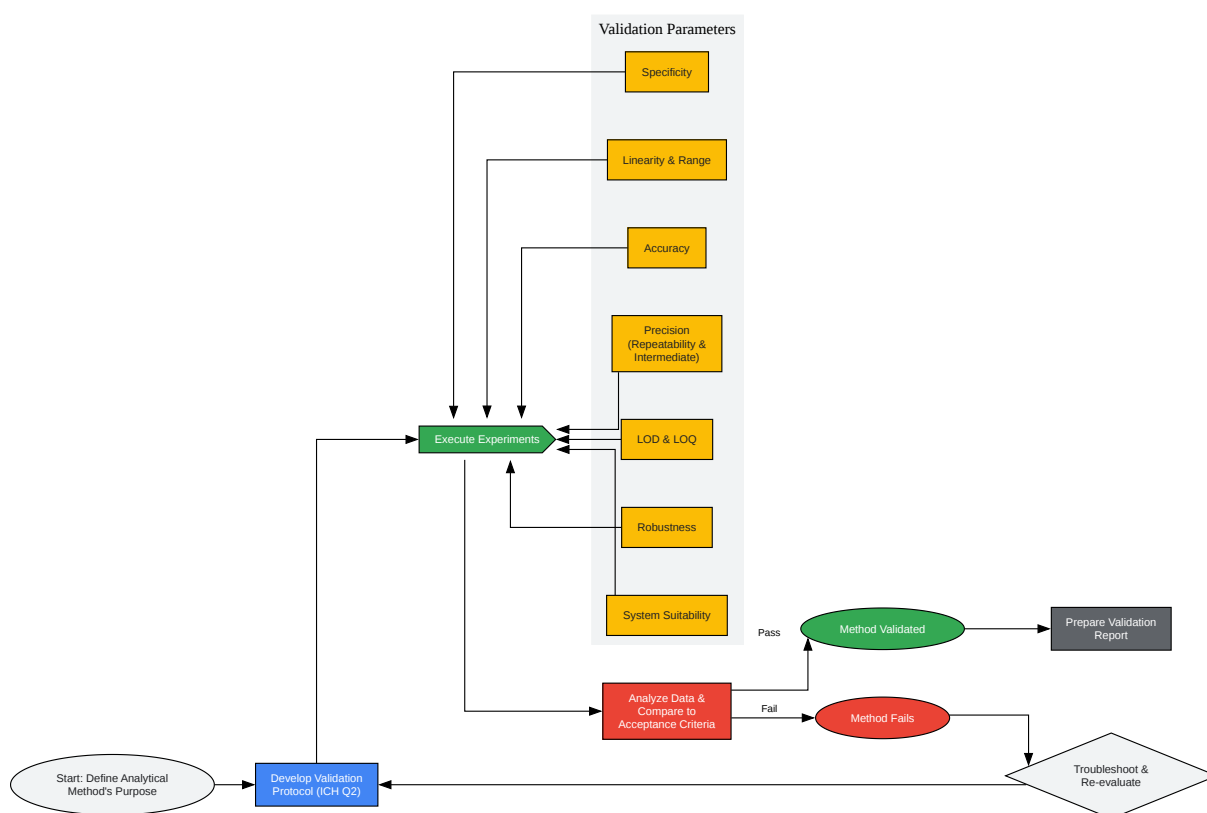 Validation Parameters
Specificity
Linearity & Range
Accuracy
Precision
(Repeatability &
Intermediate)
Execute Experiments
LOD & LOQ
Robustness
System Suitability
Pass
Method Validated
Prepare Validation
Report
Analyze Data &
Compare to
Acceptance Criteria
Fail
Method Fails
Start: Define Analytical
Method's Purpose
Develop Validation
Protocol (ICH Q2)
Troubleshoot &
Re-evaluate